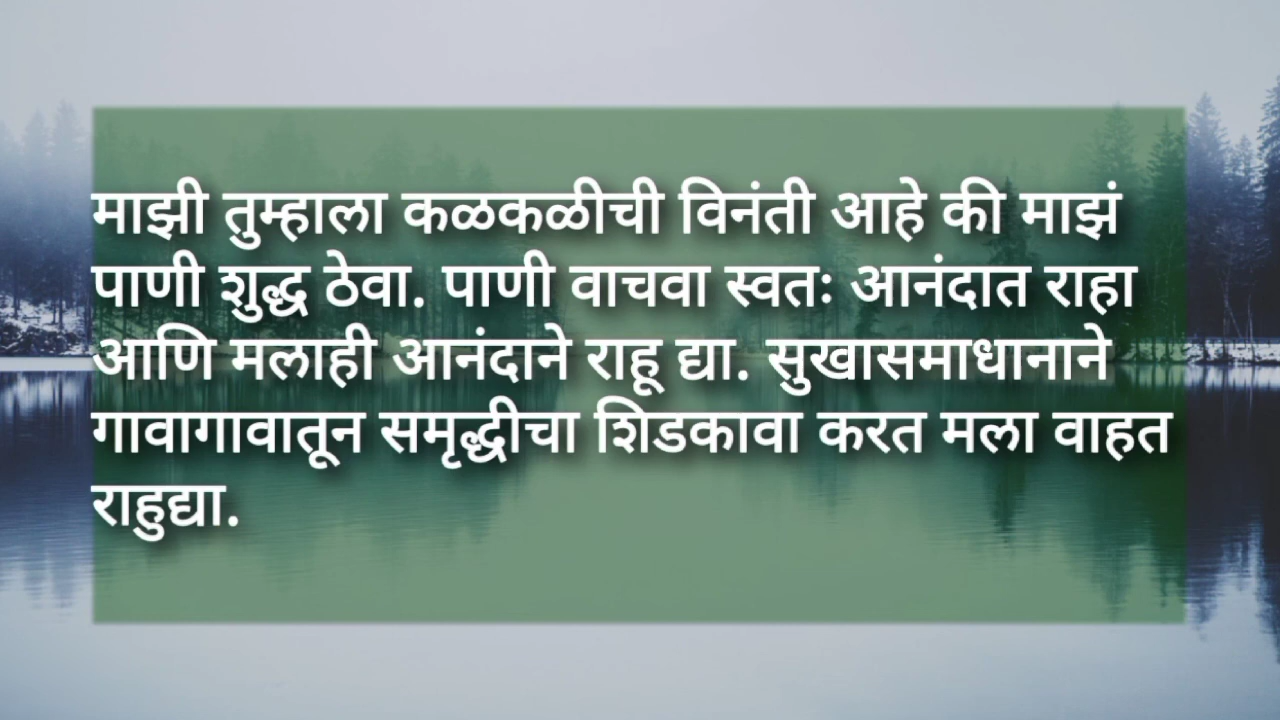 माझी तुम्हाला कळकळीची विनंती आहे की माझं
पाणी शुद्ध ठेवा. पाणी वाचवा स्वतः आनंदात राहा
आणि मलाही आनंदाने राहू द्या. सुखासमाधानाने
गावागावातून समृद्धीचा शिडकावा करत मला वाहत
राहुद्या.